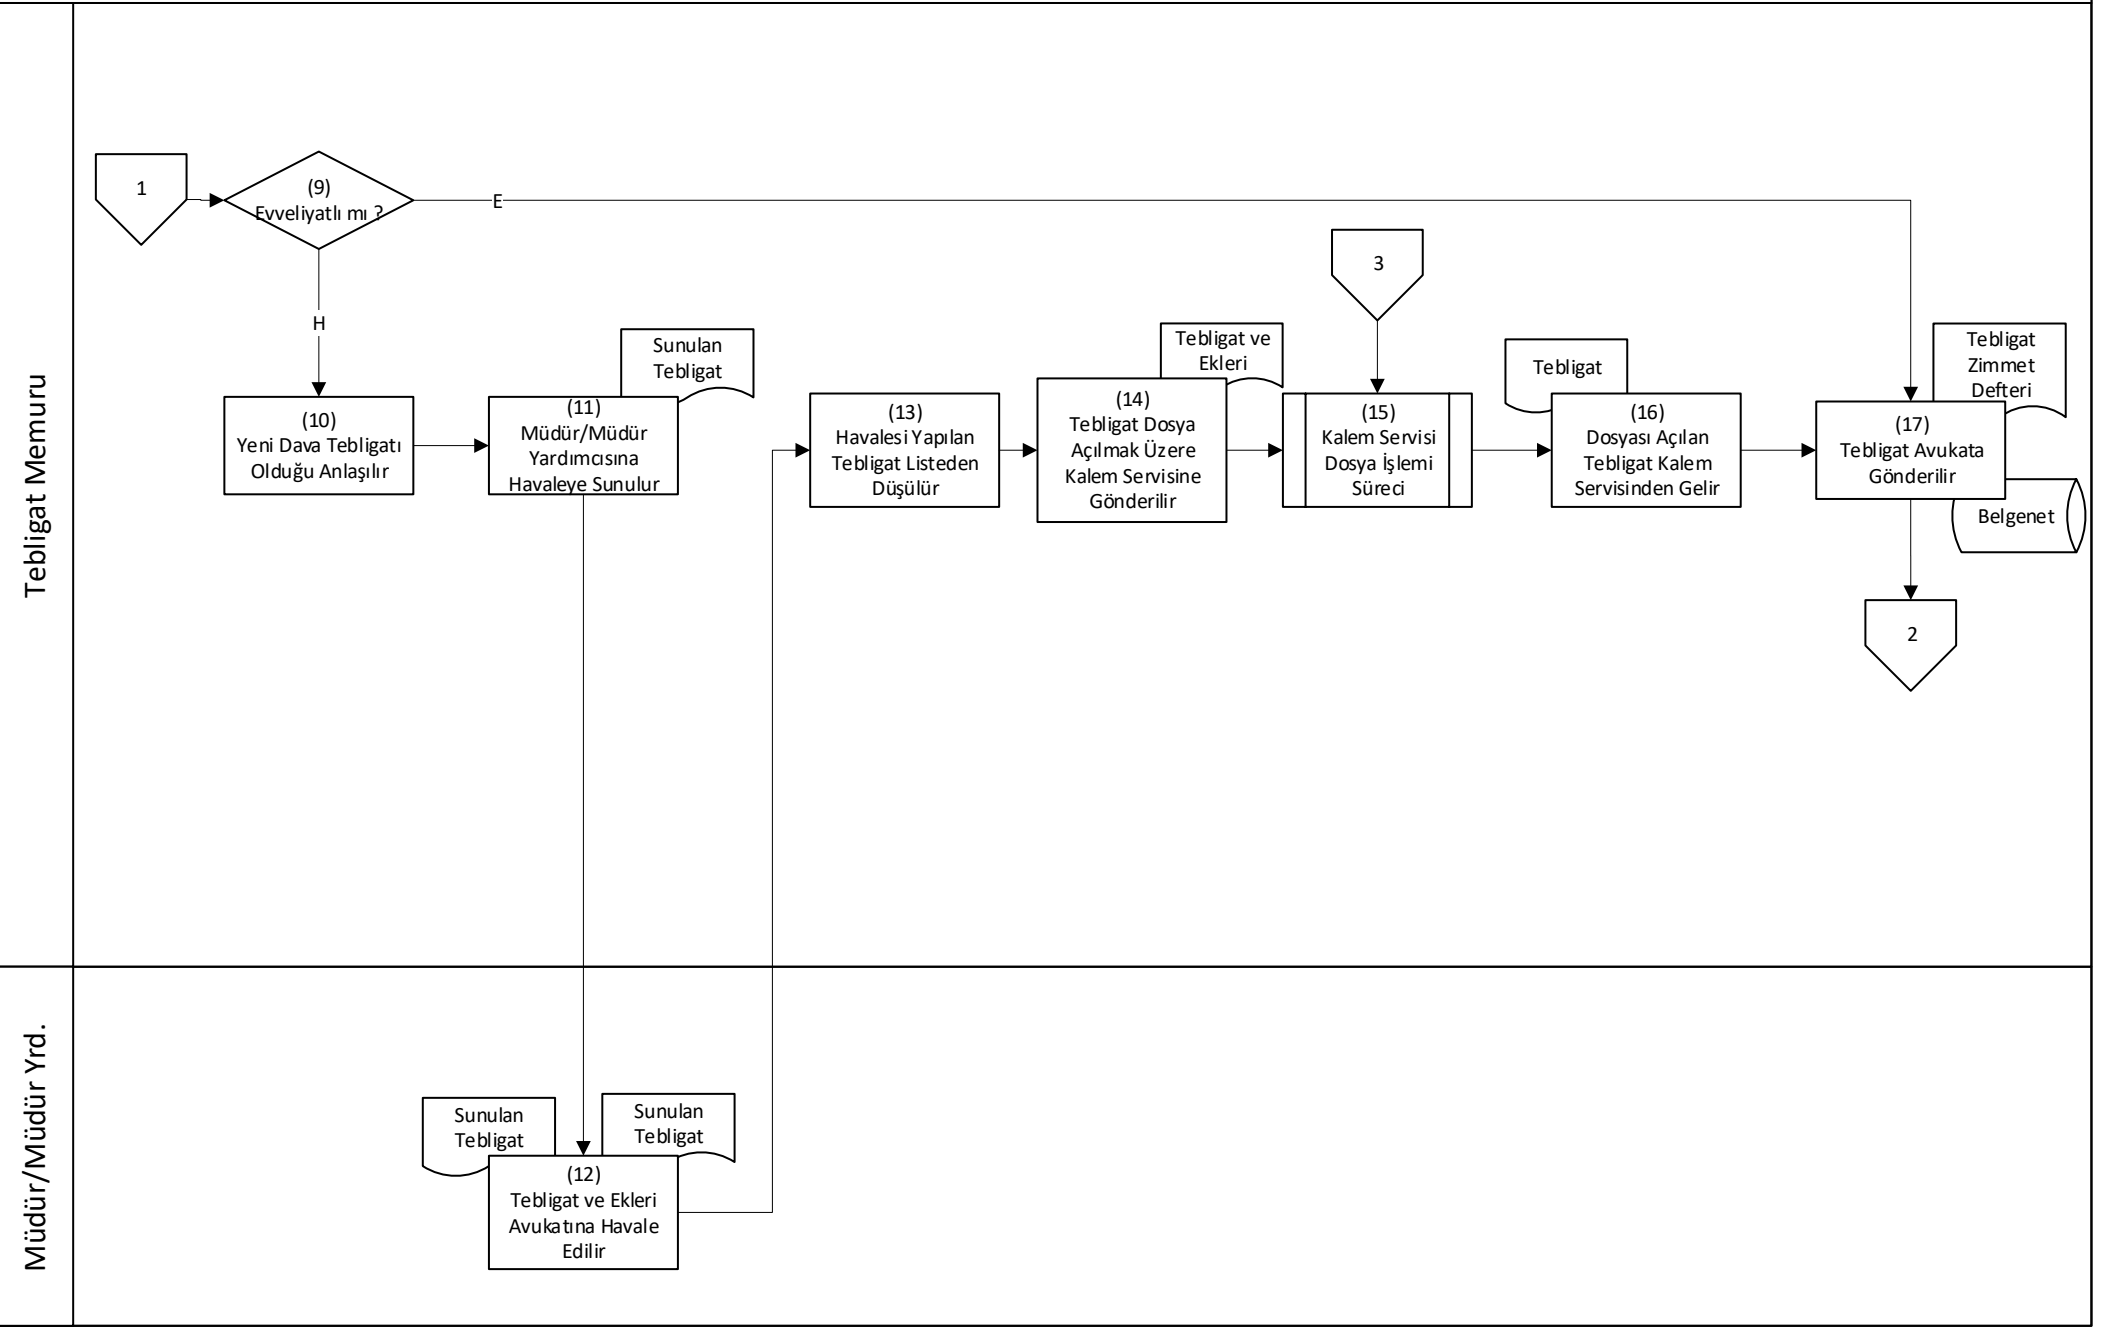 Tebligat Memuru
1
(9)
Evveliyatlı mı ?
E
H
3
(10)
Yeni Dava Tebligatı
Olduğu Anlaşılır
Sunulan
Tebligat
(11)
Müdür/Müdür
Yardımcısına
Havaleye Sunulur
(13)
Havalesi Yapılan
Tebligat Listeden
Düşülür
Tebligat ve
Ekleri
(14)
Tebligat Dosya
Açılmak Üzere
Kalem Servisine
Gönderilir
(15)
Kalem Servisi
Dosya İşlemi
Süreci
Tebligat
(16)
Dosyası Açılan
Tebligat Kalem
Servisinden Gelir
Tebligat
Zimmet
Defteri
(17)
Tebligat Avukata
Gönderilir
Belgenet
2
Müdür/Müdür Yrd.
Sunulan
Tebligat
Sunulan
Tebligat
(12)
Tebligat ve Ekleri
Avukatına Havale
Edilir